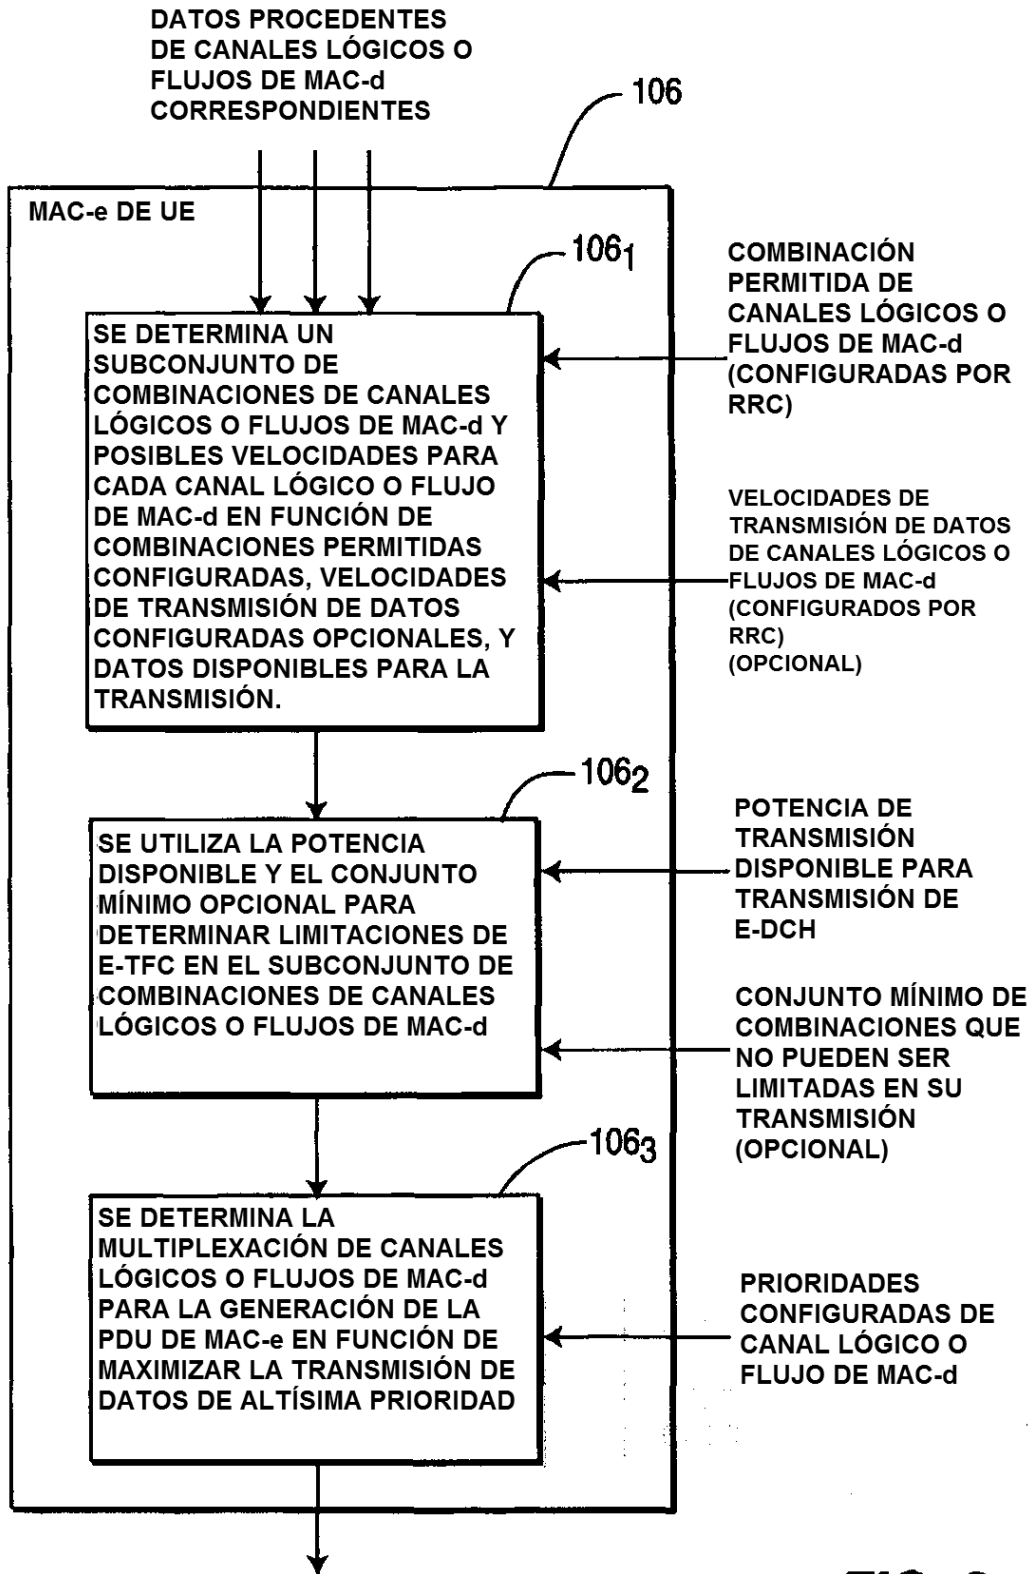 DATOS PROCEDENTES
DE CANALES LÓGICOS O
FLUJOS DE MAC-d
CORRESPONDIENTES
106
MAC-e DE UE
106₁
SE DETERMINA UN
SUBCONJUNTO DE
COMBINACIONES DE CANALES
LÓGICOS O FLUJOS DE MAC-d Y
POSIBLES VELOCIDADES PARA
CADA CANAL LÓGICO O FLUJO
DE MAC-d EN FUNCIÓN DE
COMBINACIONES PERMITIDAS
CONFIGURADAS, VELOCIDADES
DE TRANSMISIÓN DE DATOS
CONFIGURADAS OPCIONALES, Y
DATOS DISPONIBLES PARA LA
TRANSMISIÓN.
COMBINACIÓN
PERMITIDA DE
CANALES LÓGICOS O
FLUJOS DE MAC-d
(CONFIGURADAS POR
RRC)
VELOCIDADES DE
TRANSMISIÓN DE DATOS
DE CANALES LÓGICOS O
FLUJOS DE MAC-d
(CONFIGURADOS POR
RRC)
(OPCIONAL)
106₂
SE UTILIZA LA POTENCIA
DISPONIBLE Y EL CONJUNTO
MÍNIMO OPCIONAL PARA
DETERMINAR LIMITACIONES DE
E-TFC EN EL SUBCONJUNTO DE
COMBINACIONES DE CANALES
LÓGICOS O FLUJOS DE MAC-d
POTENCIA DE
TRANSMISIÓN
DISPONIBLE PARA
TRANSMISIÓN DE
E-DCH
CONJUNTO MÍNIMO DE
COMBINACIONES QUE
NO PUEDEN SER
LIMITADAS EN SU
TRANSMISIÓN
(OPCIONAL)
106₃
SE DETERMINA LA
MULTIPLEXACIÓN DE CANALES
LÓGICOS O FLUJOS DE MAC-d
PARA LA GENERACIÓN DE LA
PDU DE MAC-e EN FUNCIÓN DE
MAXIMIZAR LA TRANSMISIÓN DE
DATOS DE ALTÍSIMA PRIORIDAD
PRIORIDADES
CONFIGURADAS DE
CANAL LÓGICO O
FLUJO DE MAC-d